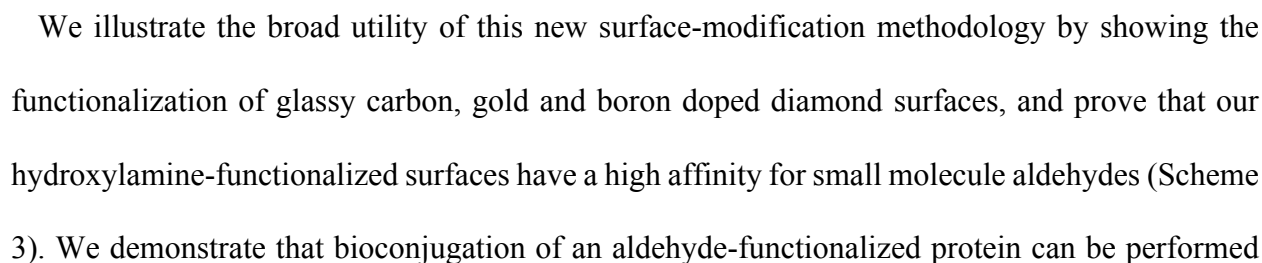 We illustrate the broad utility of this new surface-modification methodology by showing the
functionalization of glassy carbon, gold and boron doped diamond surfaces, and prove that our
hydroxylamine-functionalized surfaces have a high affinity for small molecule aldehydes (Scheme
3). We demonstrate that bioconjugation of an aldehyde-functionalized protein can be performed